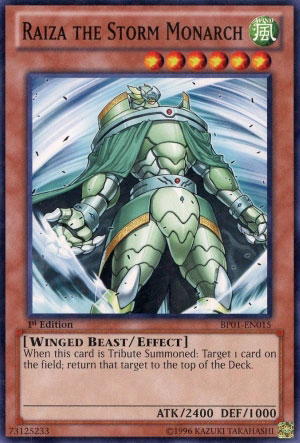 RAIZA THE STORM MONARCH
WIND
風
1st Edition
BP01-EN015
[WINGED BEAST/EFFECT]
When this card is Tribute Summoned: Target 1 card on
the field; return that target to the top of the Deck.
ATK/2400 DEF/1000
73125233
©1996 KAZUKI TAKAHASHI